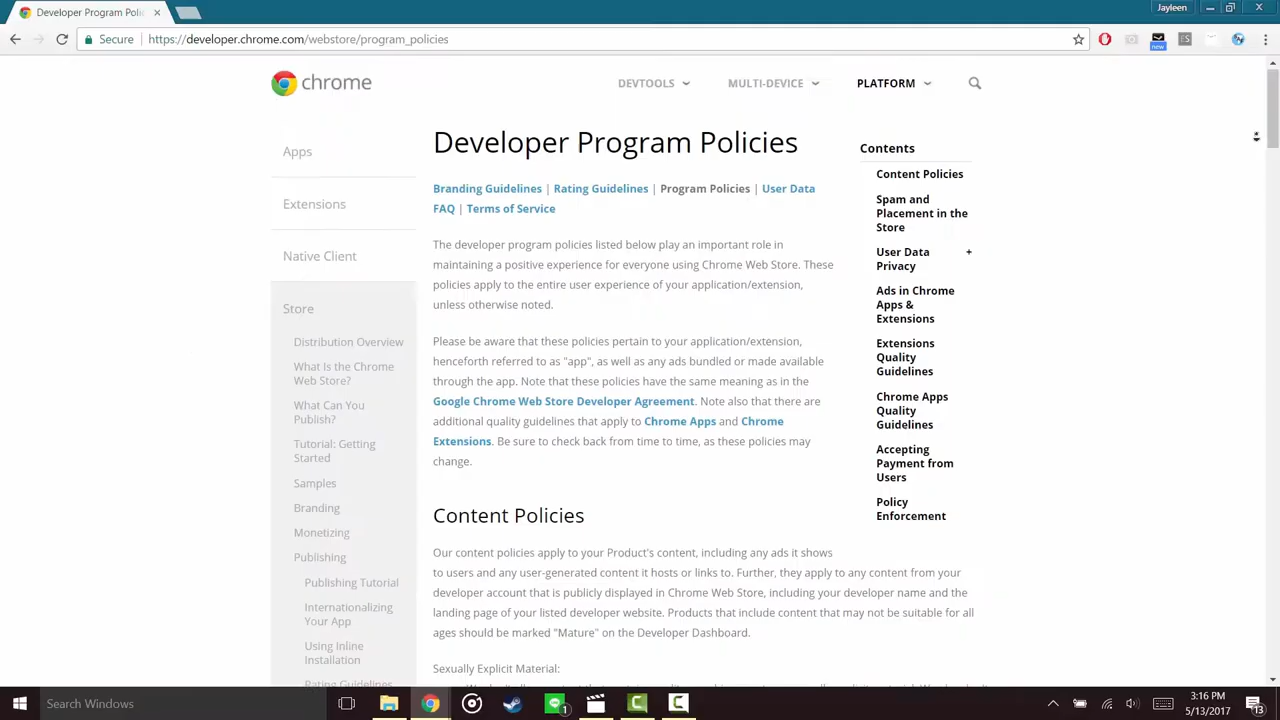 Developer Program Poli
Jayleen
Secure
https://developer.chrome.com/webstore/program_policies
new
chrome
DEVTOOLS
MULTI-DEVICE
PLATFORM
Apps
Extensions
Native Client
Store
Distribution Overview
What Is the Chrome
Web Store?
What Can You
Publish?
Tutorial: Getting
Started
Samples
Branding
Monetizing
Publishing
Publishing Tutorial
Internationalizing
Your App
Using Inline
Installation
Rating Guidelines
Developer Program Policies
Branding Guidelines | Rating Guidelines | Program Policies | User Data
FAQ | Terms of Service
The developer program policies listed below play an important role in
maintaining a positive experience for everyone using Chrome Web Store. These
policies apply to the entire user experience of your application/extension,
unless otherwise noted.
Please be aware that these policies pertain to your application/extension,
henceforth referred to as "app", as well as any ads bundled or made available
through the app. Note that these policies have the same meaning as in the
Google Chrome Web Store Developer Agreement. Note also that there are
additional quality guidelines that apply to Chrome Apps and Chrome
Extensions. Be sure to check back from time to time, as these policies may
change.
Content Policies
Our content policies apply to your Product's content, including any ads it shows
to users and any user-generated content it hosts or links to. Further, they apply to any content from your
developer account that is publicly displayed in Chrome Web Store, including your developer name and the
landing page of your listed developer website. Products that include content that may not be suitable for all
ages should be marked "Mature" on the Developer Dashboard.
Sexually Explicit Material:
Contents
Content Policies
Spam and
Placement in the
Store
User Data +
Privacy
Ads in Chrome
Apps &
Extensions
Extensions
Quality
Guidelines
Chrome Apps
Quality
Guidelines
Accepting
Payment from
Users
Policy
Enforcement
Search Windows
1
3:16 PM
5/13/2017
13